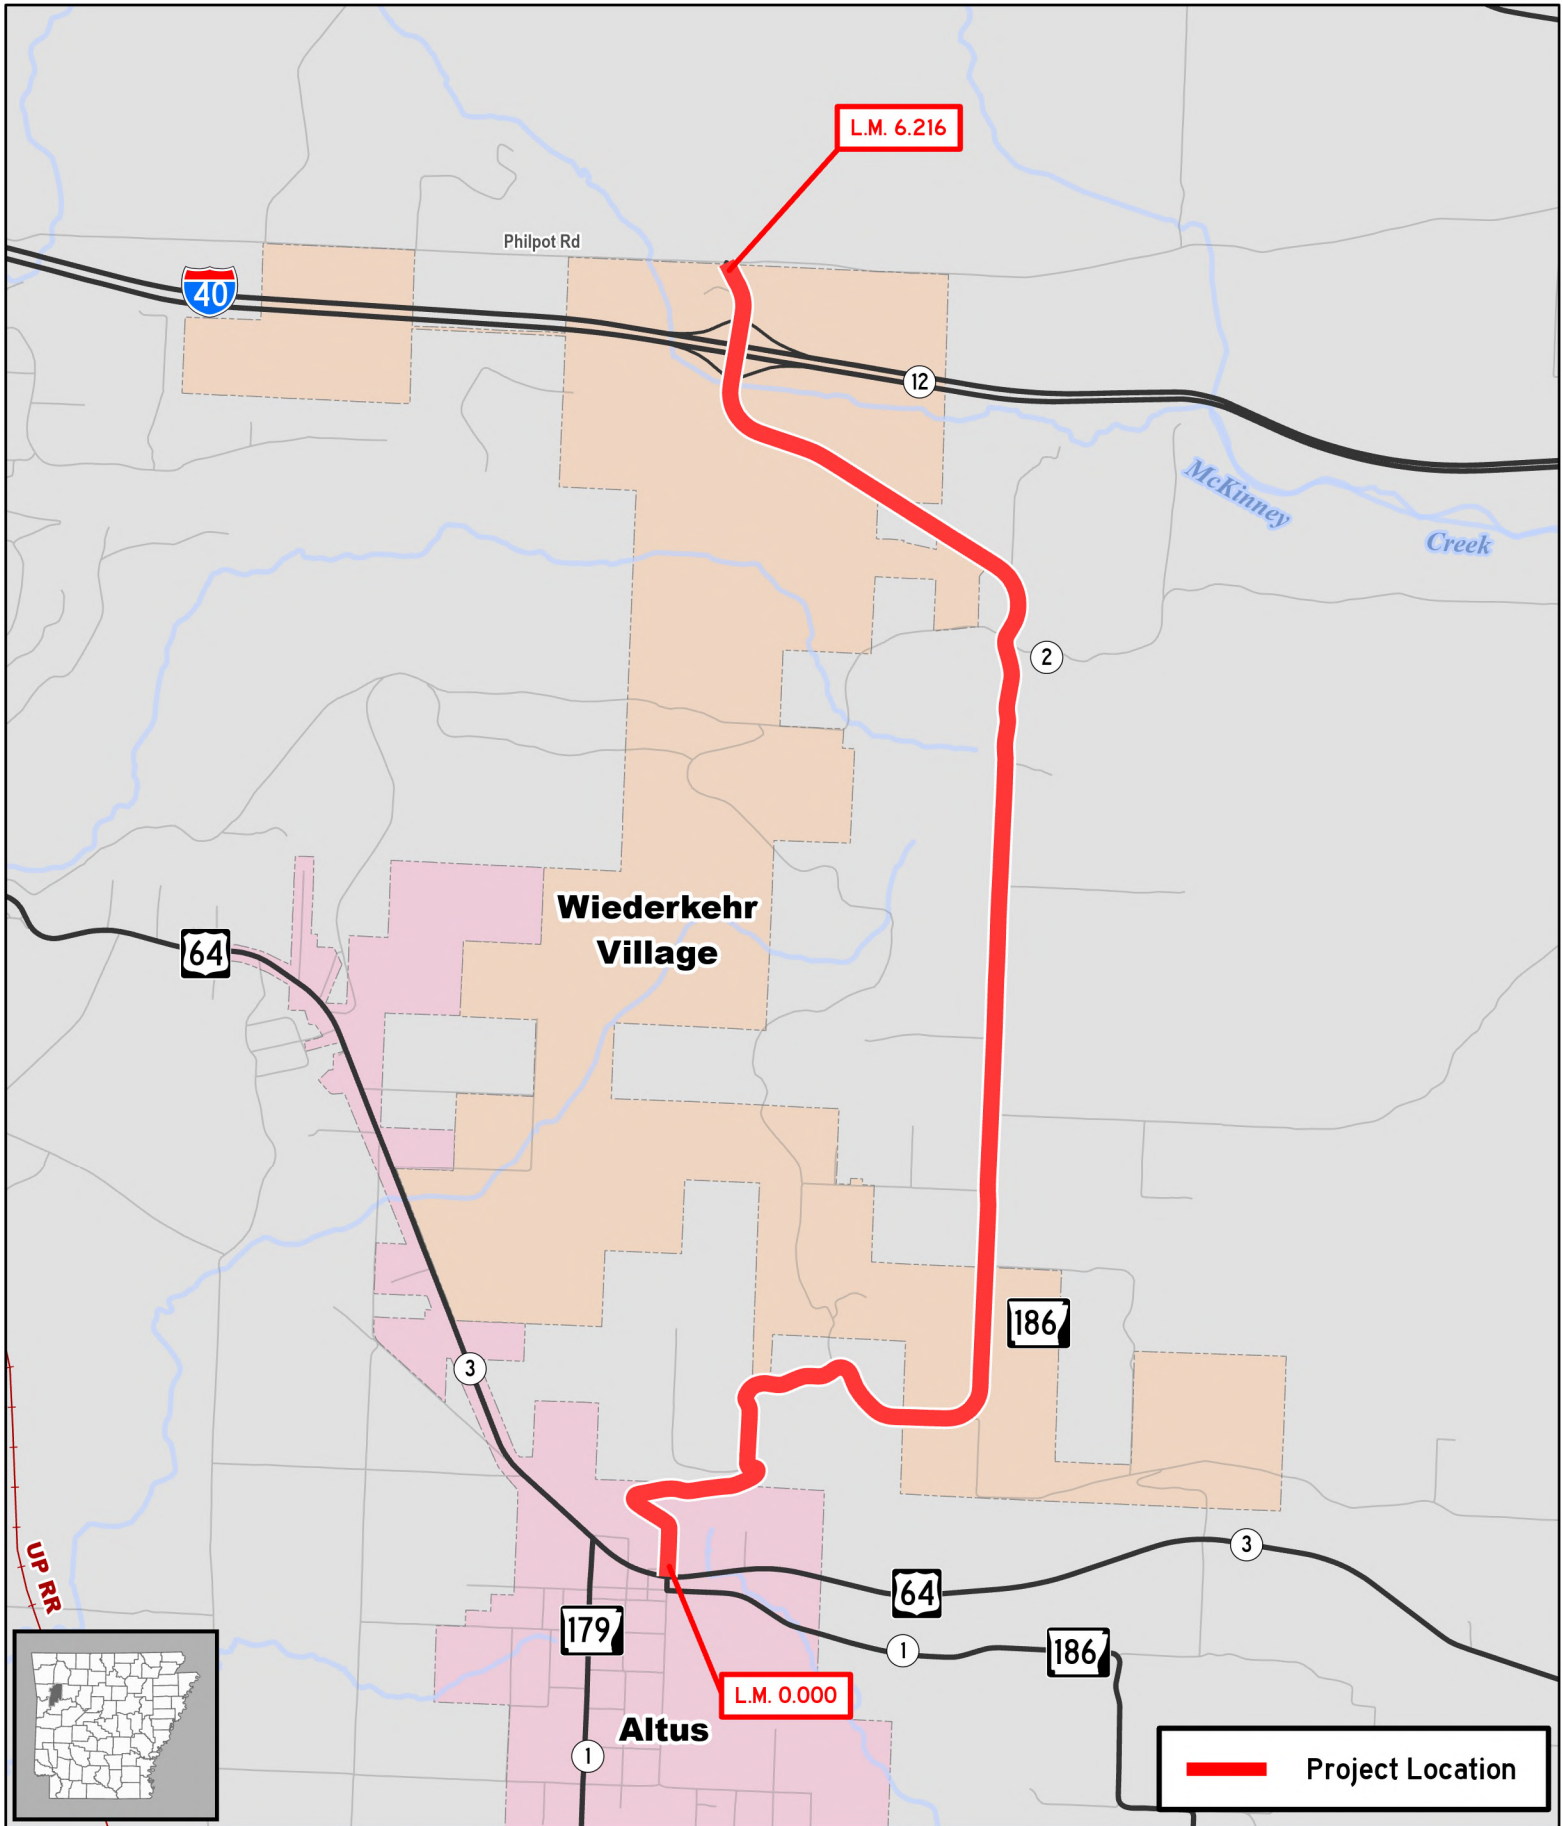 L.M. 6.216
Philpot Rd
40
12
McKinney
Creek
2
Wiederkehr
Village
64
186
3
3
UP RR
64
179
1
186
L.M. 0.000
Altus
1
Project Location